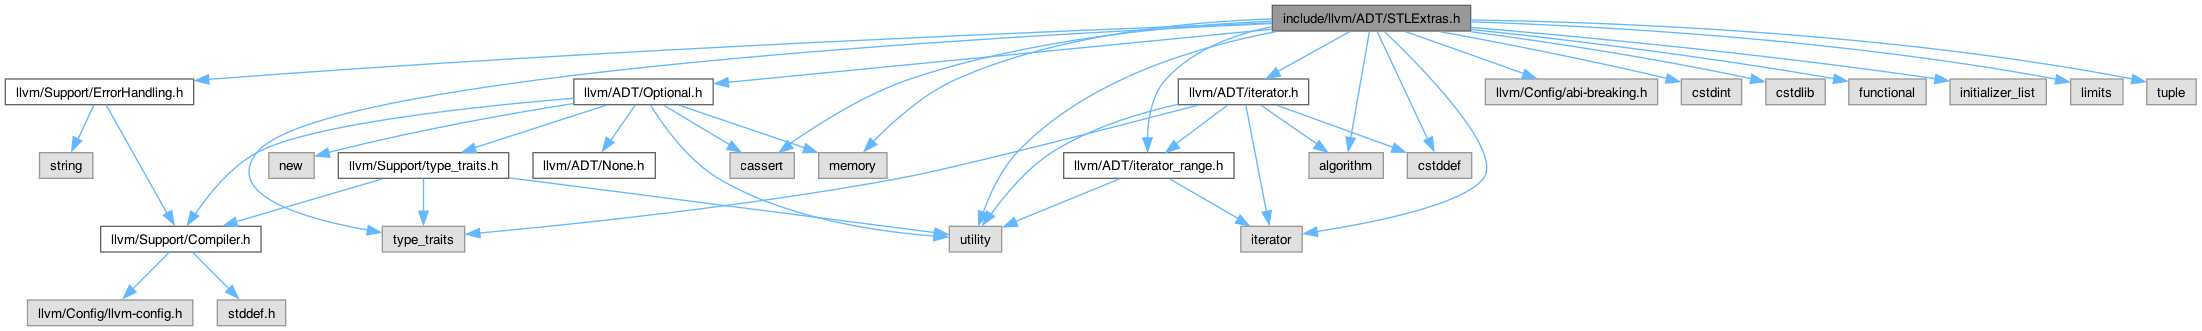 include/llvm/ADT/STLExtras.h
llvm/Support/ErrorHandling.h
llvm/ADT/Optional.h
llvm/ADT/iterator.h
llvm/Config/abi-breaking.h
cstdint
cstdlib
functional
initializer_list
limits
tuple
string
new
llvm/Support/type_traits.h
llvm/ADT/None.h
cassert
memory
llvm/ADT/iterator_range.h
algorithm
cstddef
llvm/Support/Compiler.h
type_traits
utility
iterator
llvm/Config/llvm-config.h
stddef.h